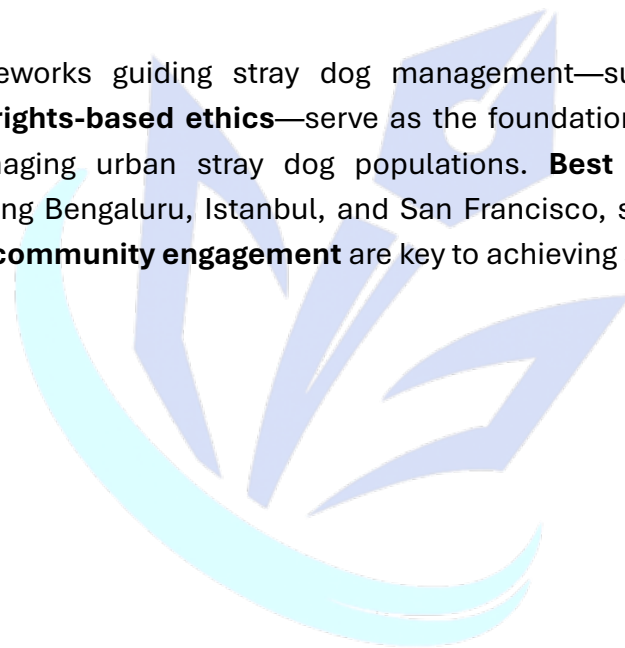 eworks guiding stray dog management—su
rights-based ethics—serve as the foundation
naging urban stray dog populations. Best
ng Bengaluru, Istanbul, and San Francisco, s
community engagement are key to achieving